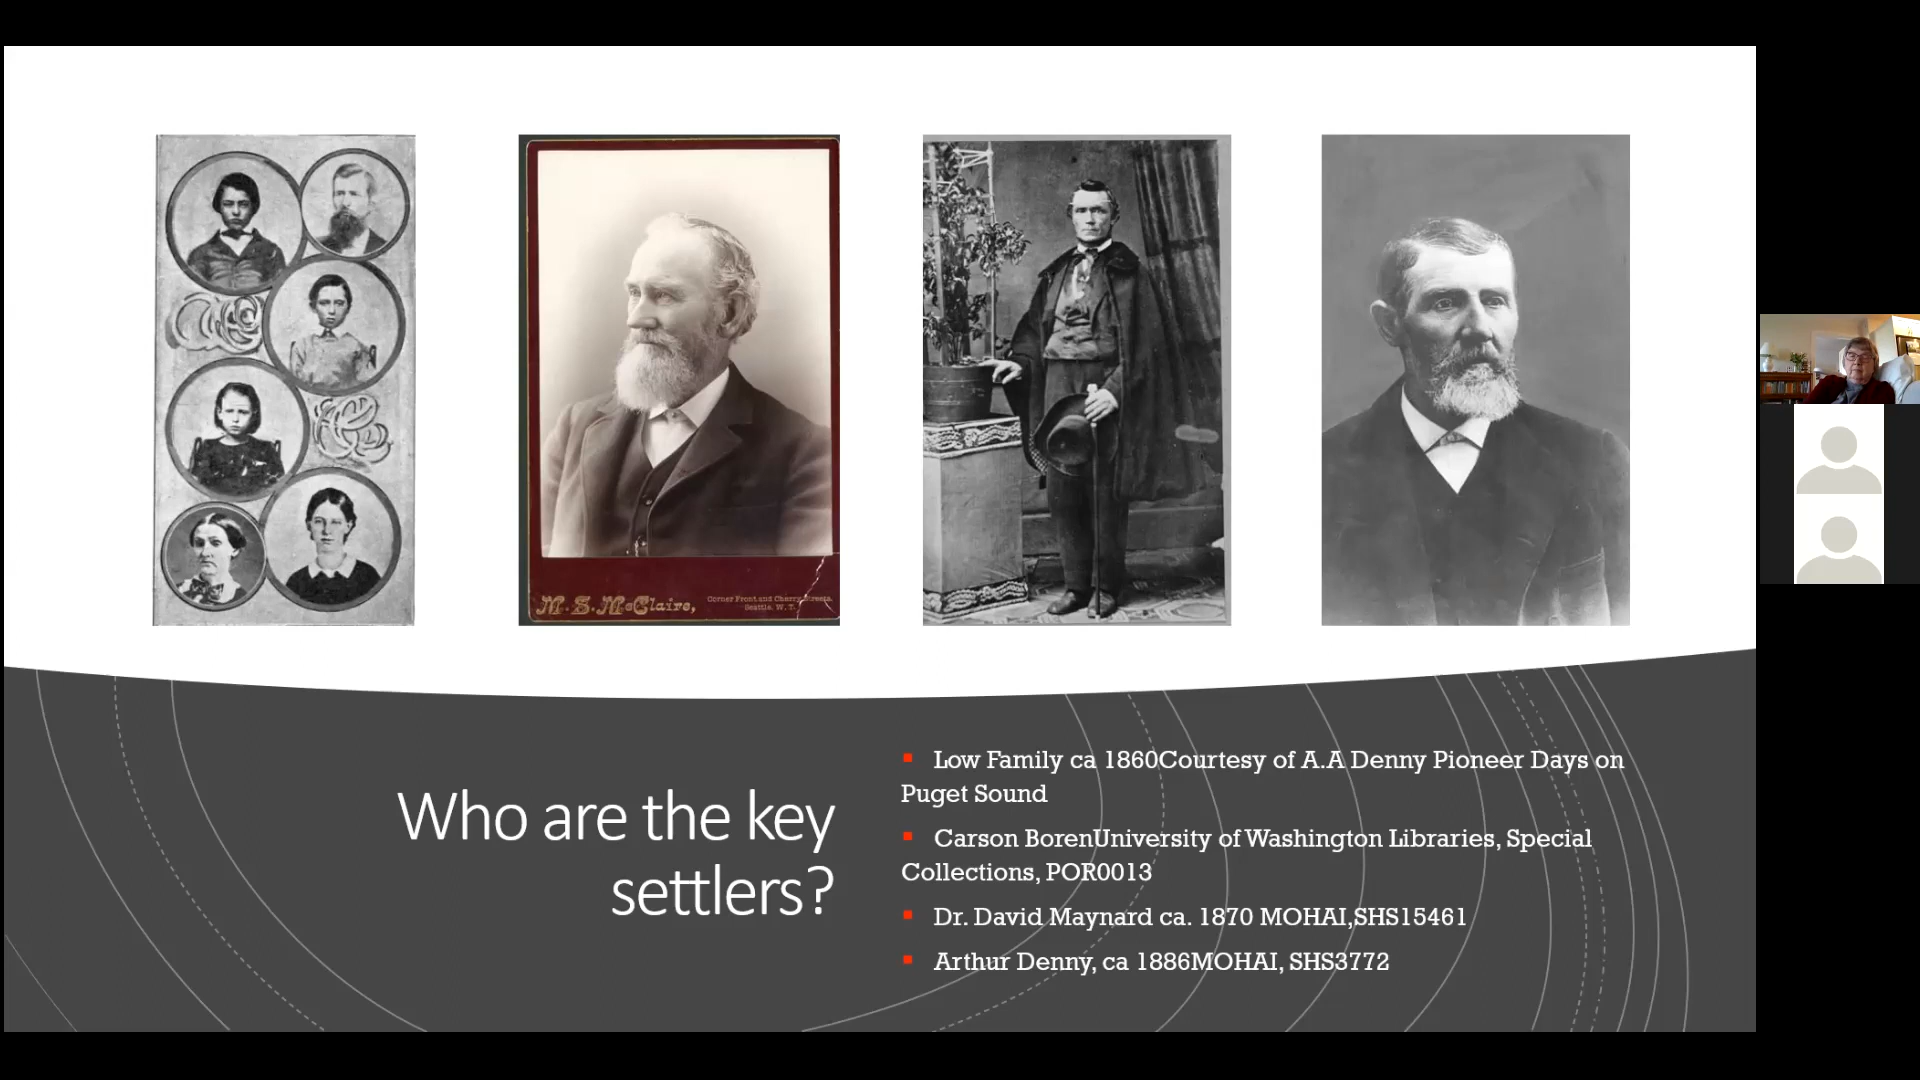 M. S. McClaire,
Corner Front and Cherry Streets,
Seattle, W. T.
Who are the key
settlers?
Low Family ca 1860Courtesy of A.A Denny Pioneer Days on
Puget Sound
Carson BorenUniversity of Washington Libraries, Special
Collections, POR0013
Dr. David Maynard ca. 1870 MOHAI,SHS15461
Arthur Denny, ca 1886MOHAI, SHS3772